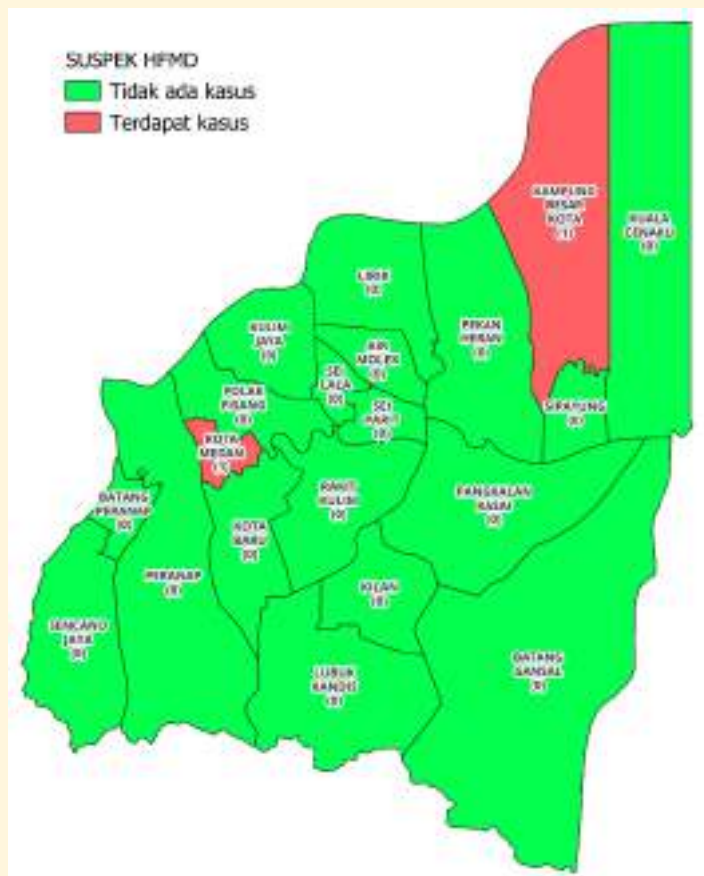 SUSPEK HFMD
Tidak ada kasus
Terdapat kasus
KAMPUNG
BESAR
KOTA
(1)
KUALA
CENAKU
(0)
LIRIK
(0)
PEKAN
HERAN
(0)
KULIM
JAYA
(0)
AIR
MOLEK
(0)
SEI
LALA
(0)
POLAK
PISANG
(0)
SEI
PARIT
(0)
SIPAYUNG
(0)
KOTA
MEDAN
(1)
BATANG
PERANAP
(0)
RAKIT
KULIM
(0)
PANGKALAN
KASAI
(0)
KOTA
BARU
(0)
PERANAP
(0)
KILAN
(0)
SENCANO
JAYA
(0)
LUBUK
KANDIS
(0)
BATANG
GANSAL
(0)